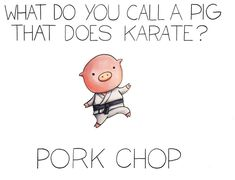 WHAT DO YOU CALL A PIG
THAT DOES KARATE?
PORK CHOP